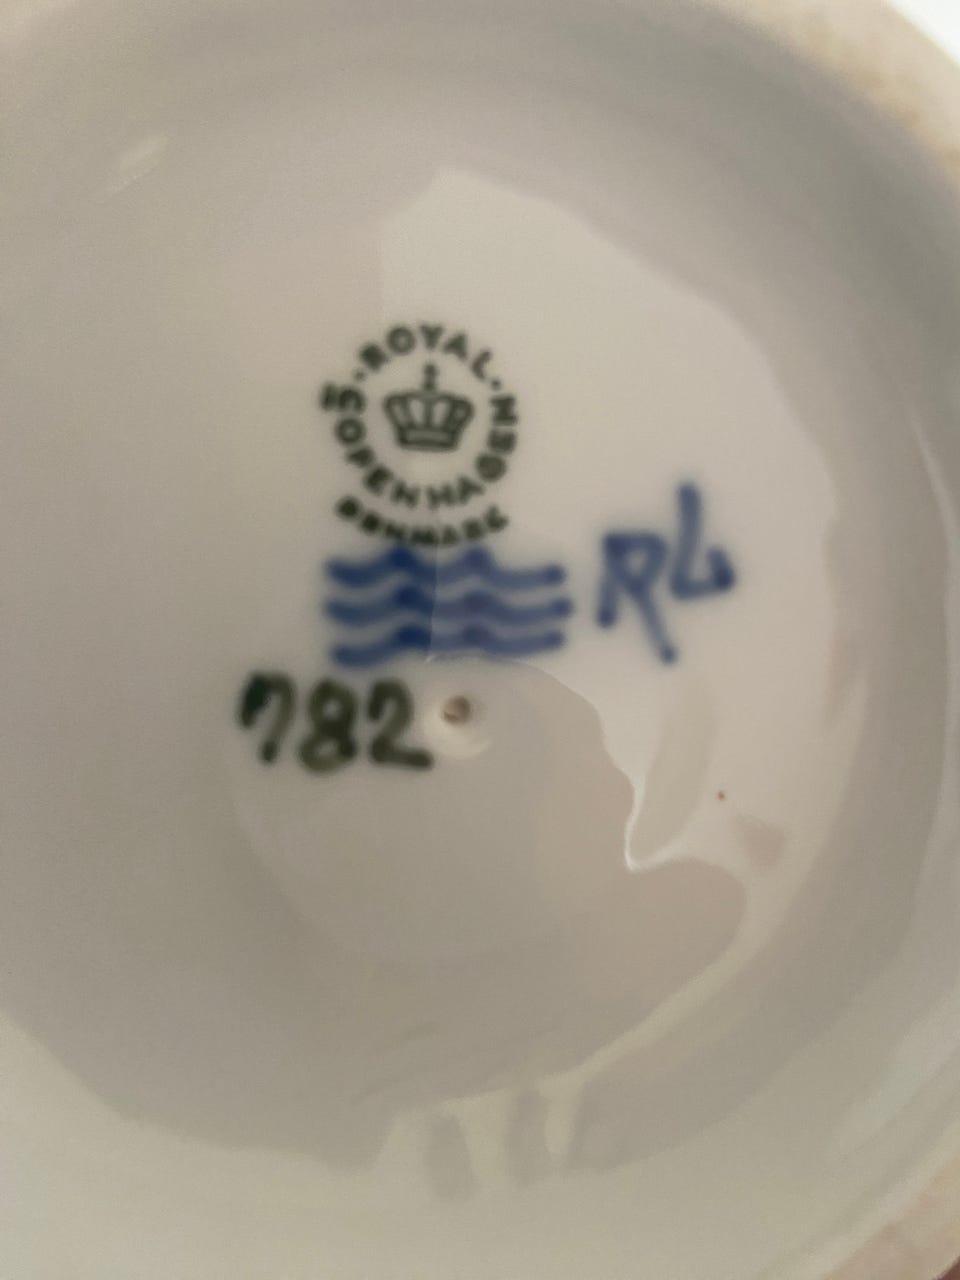 ROYAL
COPENHAGEN
DENMARK
RL
782